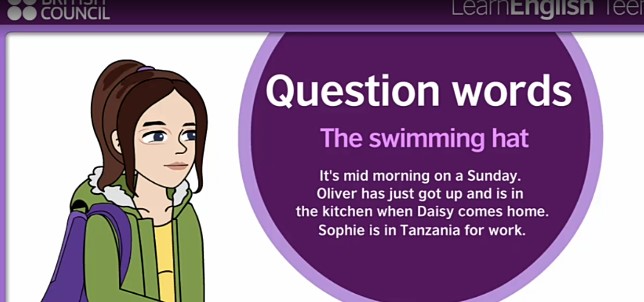 BRITISH
COUNCIL
LearnEnglish Teen
Question words
The swimming hat
It's mid morning on a Sunday.
Oliver has just got up and is in
the kitchen when Daisy comes home.
Sophie is in Tanzania for work.